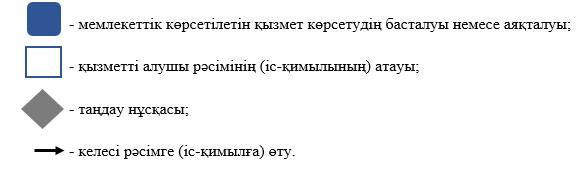 - мемлекеттік көрсетілетін қызмет көрсетудің басталуы немесе аяқталуы;
- қызметті алушы рәсімінің (іс-қимылының) атауы;
- таңдау нұсқасы;
- келесі рәсімге (іс-қимылға) өту.